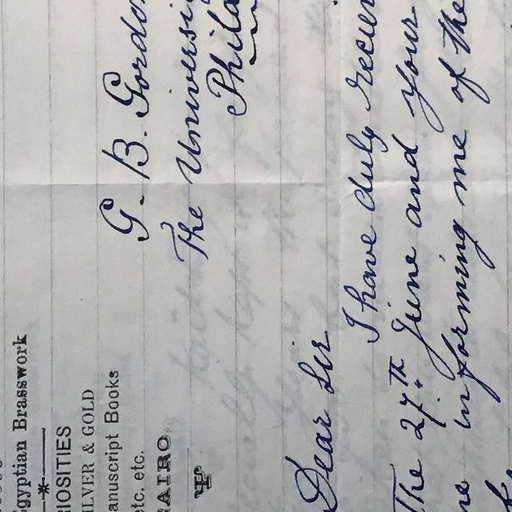 Egyptian Brasswork
RIOSITIES
ILVER & GOLD
anuscript Books
etc. etc.
CAIRO
G. B. Gordo
The Universi
Phila
Dear Sir
I have duly reciev
The 27th June and your
me informing me of the